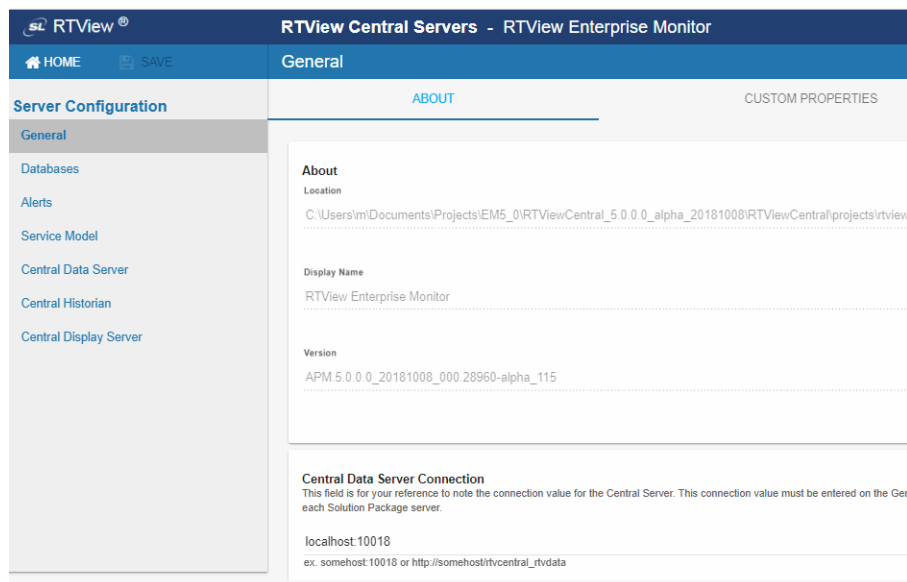 SL RTView ®
RTView Central Servers - RTView Enterprise Monitor
HOME
SAVE
General
Server Configuration
General
Databases
Alerts
Service Model
Central Data Server
Central Historian
Central Display Server
ABOUT
CUSTOM PROPERTIES
About
Location
C:\Users\m\Documents\Projects\EM5_0\RTViewCentral_5.0.0.0_alpha_20181008\RTViewCentral\projects\rtview
Display Name
RTView Enterprise Monitor
Version
APM.5.0.0.0_20181008_000.28960-alpha_115
Central Data Server Connection
This field is for your reference to note the connection value for the Central Server. This connection value must be entered on the Ger
each Solution Package server.
localhost:10018
ex. somehost:10018 or http://somehost/rtvcentral_rtvdata